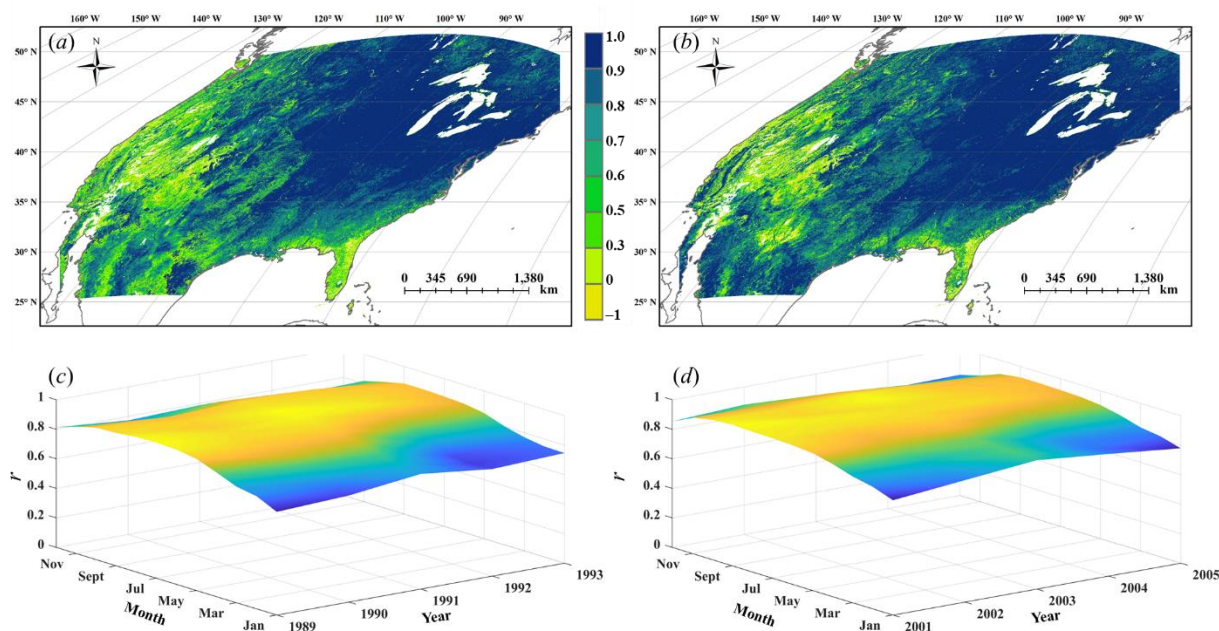 160° W 150° W 140° W 130° W 120° W 110° W 100° W 90° W
(a)
N
50° N
45° N
40° N
35° N
30° N
25° N
0 345 690 1,380
km
1.0
0.9
0.8
0.7
0.6
0.5
0.3
0
−1
160° W 150° W 140° W 130° W 120° W 110° W 100° W 90° W
(b)
N
50° N
45° N
40° N
35° N
30° N
25° N
0 345 690 1,380
km
(c)
1
0.8
0.6
0.4
0.2
0
r
Nov
Sept
Jul
May
Mar
Jan
Month
1989
1990
1991
1992
1993
Year
(d)
1
0.8
0.6
0.4
0.2
0
r
Nov
Sept
Jul
May
Mar
Jan
Month
2001
2002
2003
2004
2005
Year